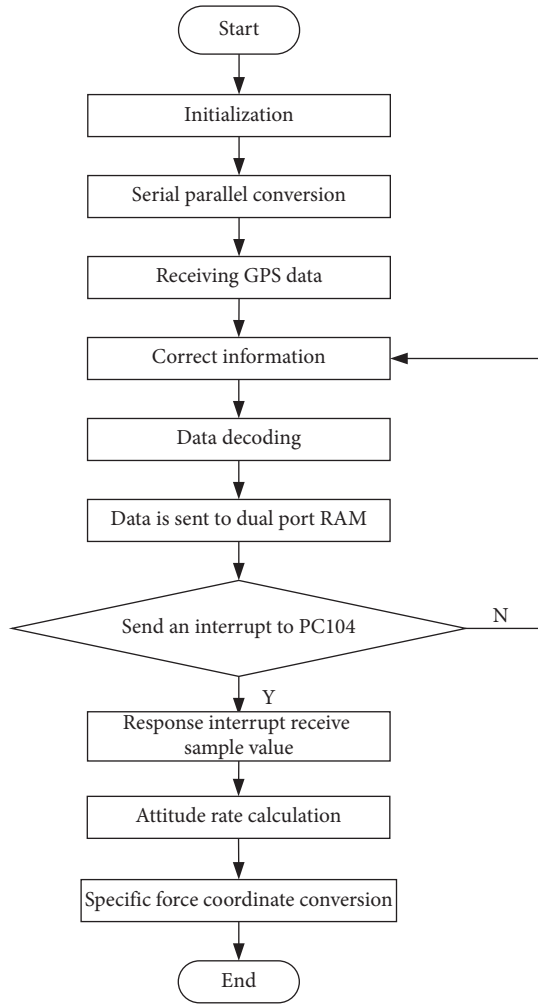 Start
Initialization
Serial parallel conversion
Receiving GPS data
Correct information
Data decoding
Data is sent to dual port RAM
Send an interrupt to PC104
N
Y
Response interrupt receive
sample value
Attitude rate calculation
Specific force coordinate conversion
End